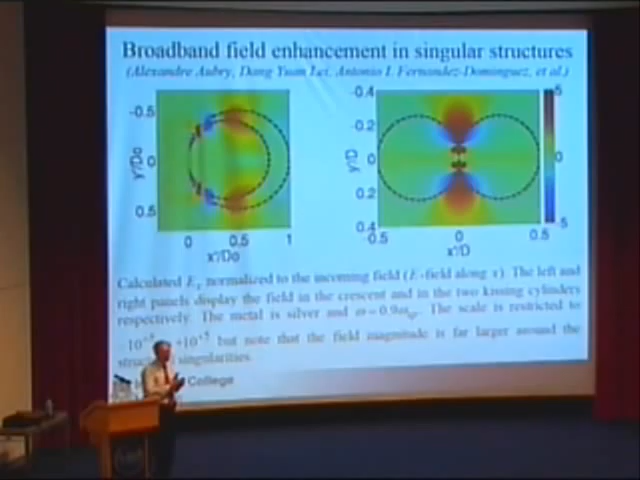 Broadband field enhancement in singular structures
(Alexandre Aubry, Dang Yuan Lei, Antonio I. Fernandez-Dominguez, et al.)
-0.5
0
0.5
y'/Do
0 0.5 1
x'/Do
-0.4
-0.2
0
0.2
0.4
y'/D
-0.5 0 0.5
x'/D
5
0
-5
Calculated Ex normalized to the incoming field (E-field along x). The left and
right panels display the field in the crescent and in the two kissing cylinders
respectively. The metal is silver and ω=0.9ωsp. The scale is restricted to
but note that the field magnitude is far larger around the
singularities.
College